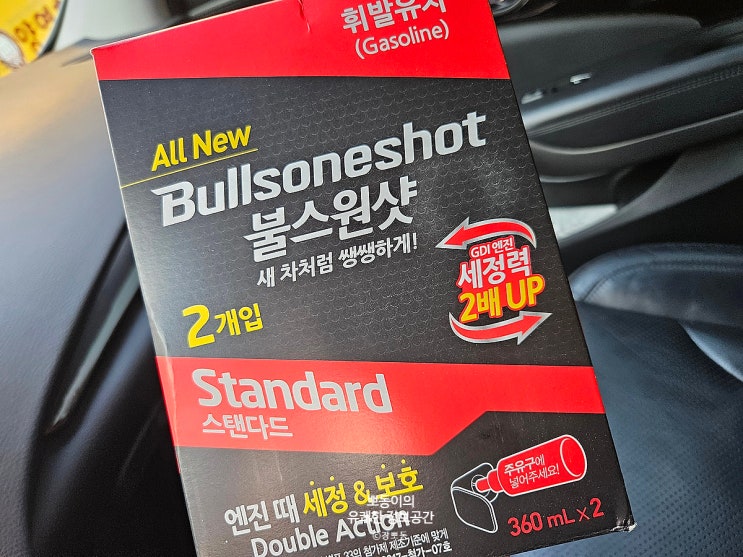 휘발유차
(Gasoline)
All New
Bullsoneshot
불스원샷
새 차처럼 쌩쌩하게!
GDI 엔진
세정력
2배 UP
2개입
Standard
스탠다드
주유구에
넣어주세요!
엔진 때 세정 & 보호
Double Action
360 mL × 2